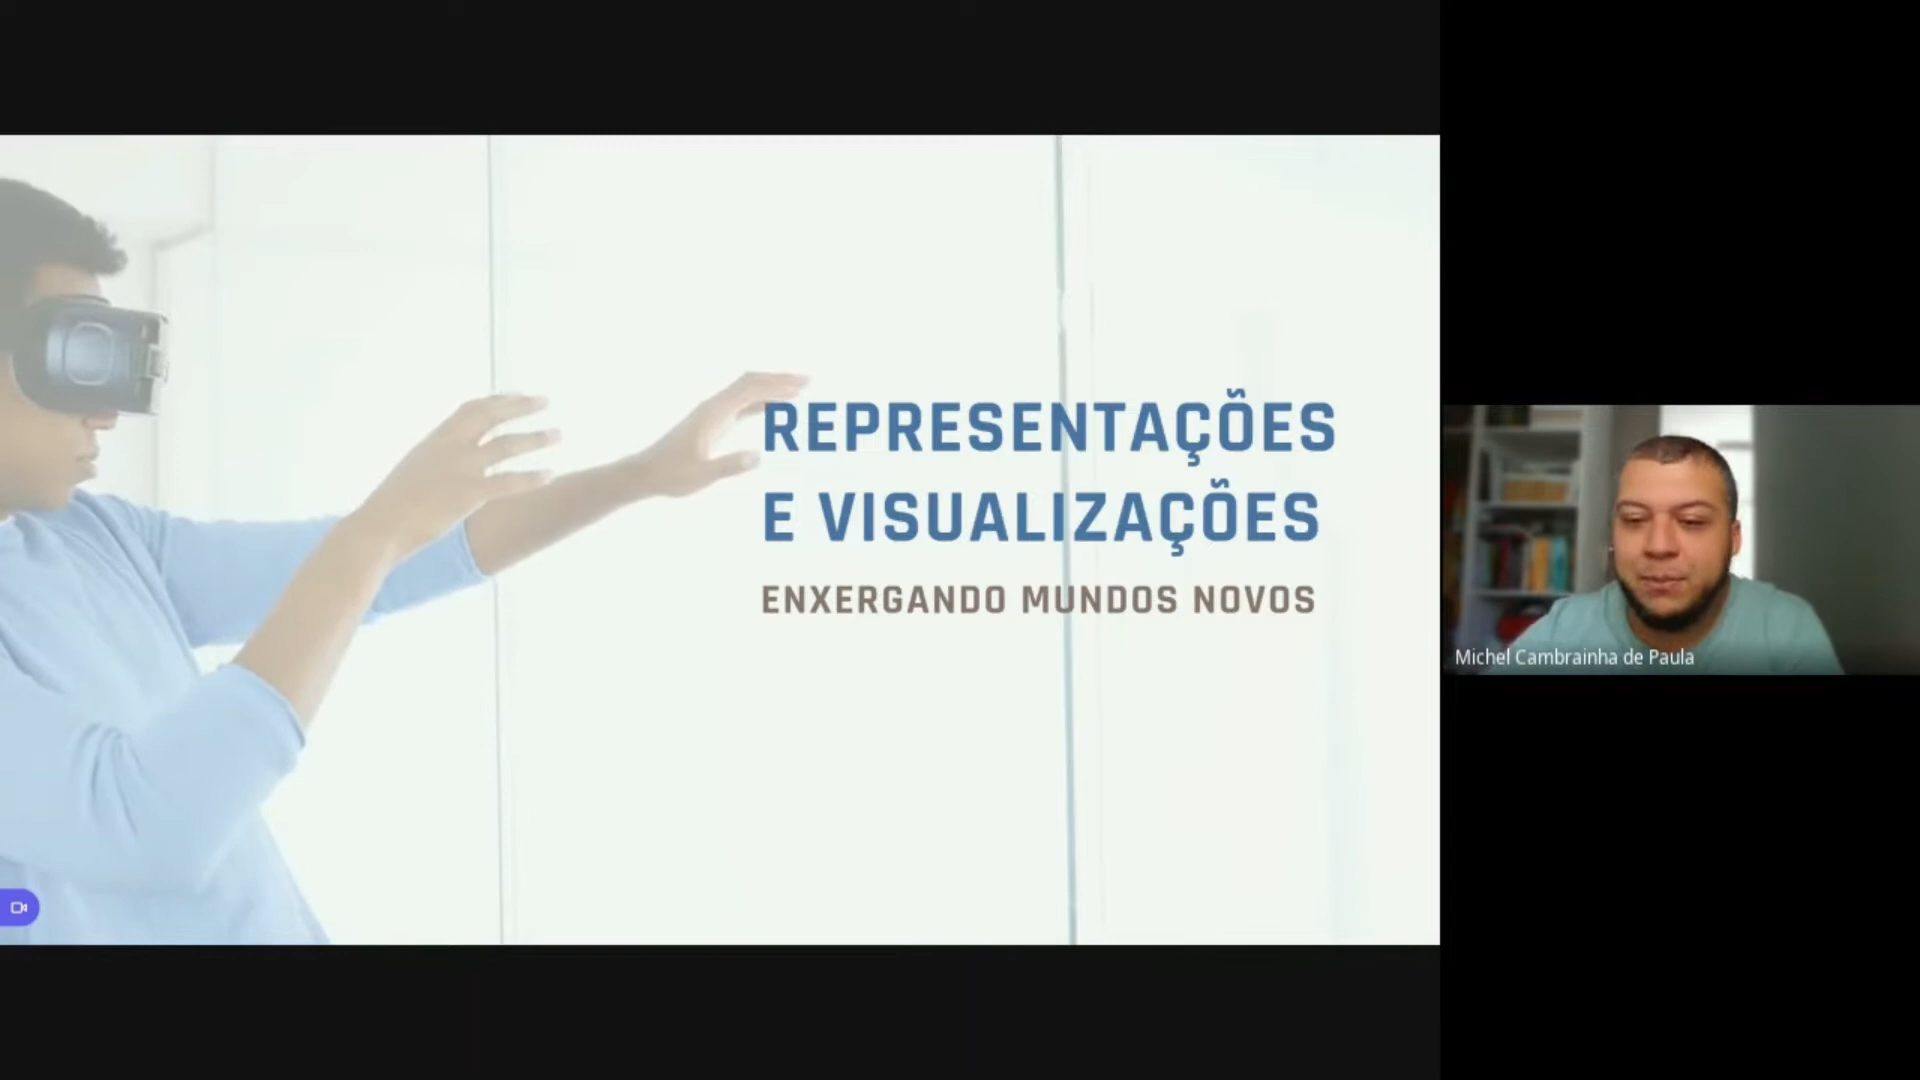 REPRESENTAÇÕES
E VISUALIZAÇÕES
ENXERGANDO MUNDOS NOVOS
Michel Cambrainha de Paula